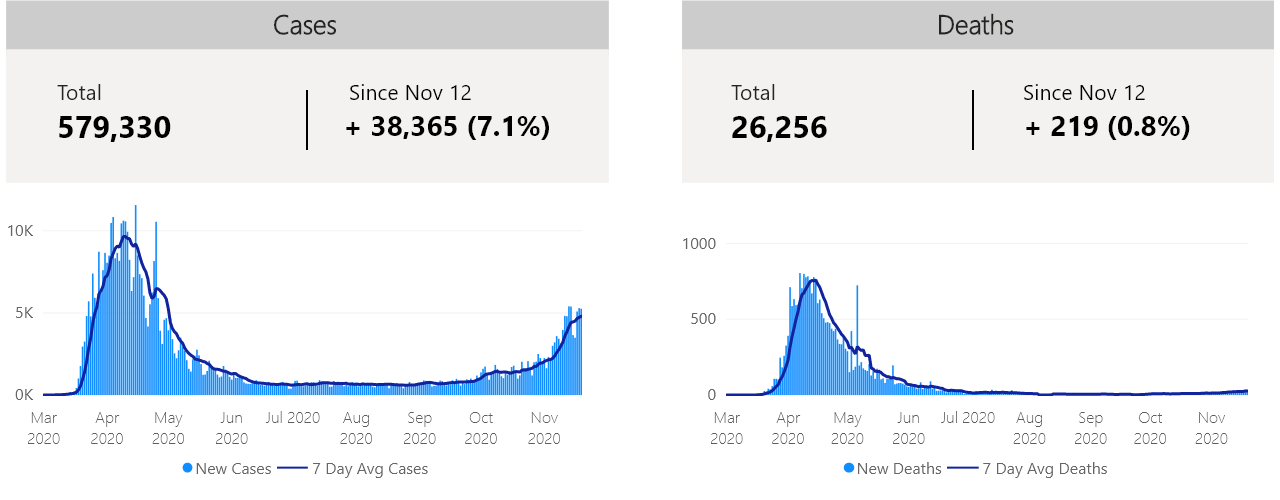 Cases
Total
Since Nov 12
579,330
+ 38,365 (7.1%)
10K
5K
0K
Mar 2020
Apr 2020
May 2020
Jun 2020
Jul 2020
Aug 2020
Sep 2020
Oct 2020
Nov 2020
New Cases
7 Day Avg Cases
Deaths
Total
Since Nov 12
26,256
+ 219 (0.8%)
1000
500
0
Mar 2020
Apr 2020
May 2020
Jun 2020
Jul 2020
Aug 2020
Sep 2020
Oct 2020
Nov 2020
New Deaths
7 Day Avg Deaths